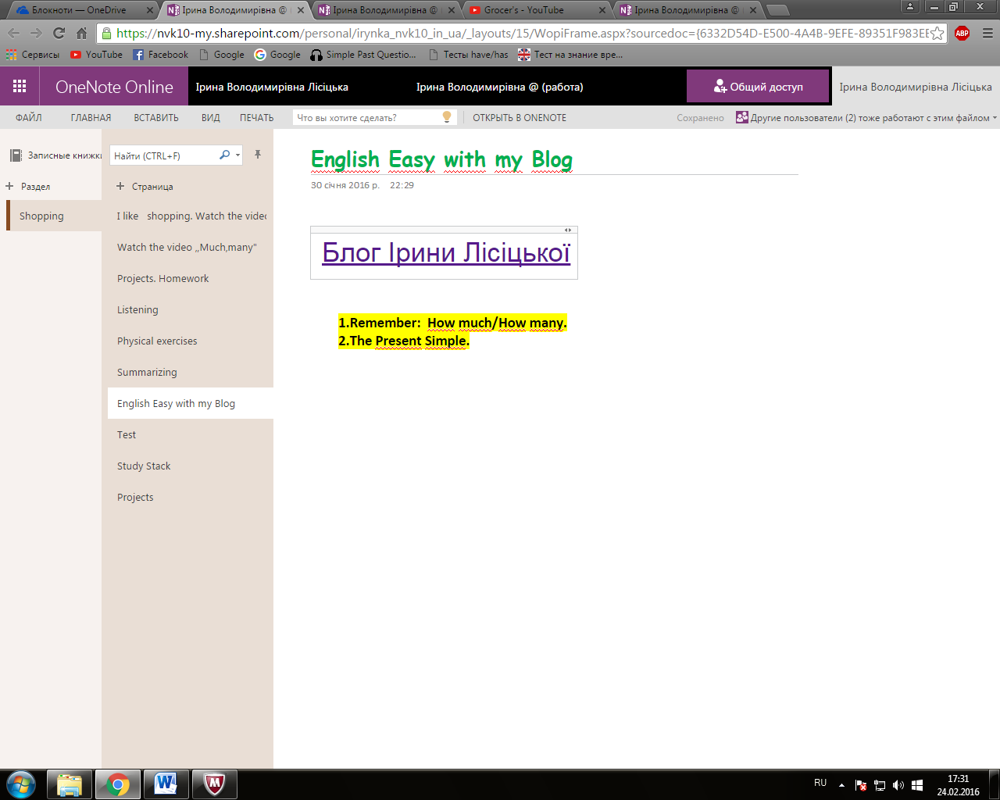 Блокноти — OneDrive
Ірина Володимирівна @
Ірина Володимирівна @
Grocer's - YouTube
Ірина Володимирівна @
https://nvk10-my.sharepoint.com/personal/irynka_nvk10_in_ua/_layouts/15/WopiFrame.aspx?sourcedoc={6332D54D-E500-4A4B-9EFE-89351F983EE
ABP
Сервисы YouTube Facebook Google Google Simple Past Questio... Тесты have/has Тест на знание вре...
OneNote Online Ірина Володимирівна Лісіцька Ірина Володимирівна @ (работа) Общий доступ Ірина Володимирівна Лісіцька
ФАЙЛ ГЛАВНАЯ ВСТАВИТЬ ВИД ПЕЧАТЬ Что вы хотите сделать? ОТКРЫТЬ В ONENOTE Сохранено Другие пользователи (2) тоже работают с этим файлом
Записные книжки
Раздел
Shopping
Найти (CTRL+F)
Страница
I like shopping. Watch the video
Watch the video ,,Much,many"
Projects. Homework
Listening
Physical exercises
Summarizing
English Easy with my Blog
Test
Study Stack
Projects
English Easy with my Blog
30 січня 2016 р. 22:29
Блог Ірини Лісіцької
1.Remember: How much/How many.
2.The Present Simple.
RU
17:31
24.02.2016